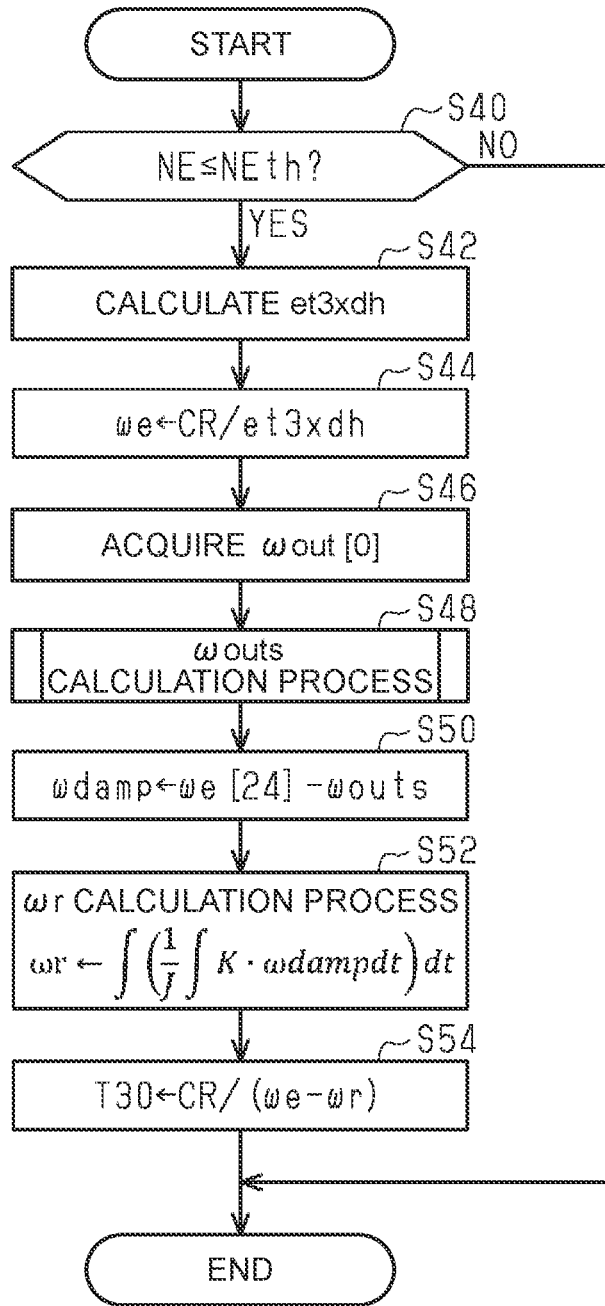 START
S40
NE≤NEth?
NO
YES
S42
CALCULATE et3xdh
S44
ωe←CR/et3xdh
S46
ACQUIRE ωout [0]
S48
ωouts
CALCULATION PROCESS
S50
ωdamp←ωe [24] -ωouts
S52
ωr CALCULATION PROCESS
ωr ← ∫ (1/J ∫ K · ωdampdt) dt
S54
T30←CR/ (ωe-ωr)
END